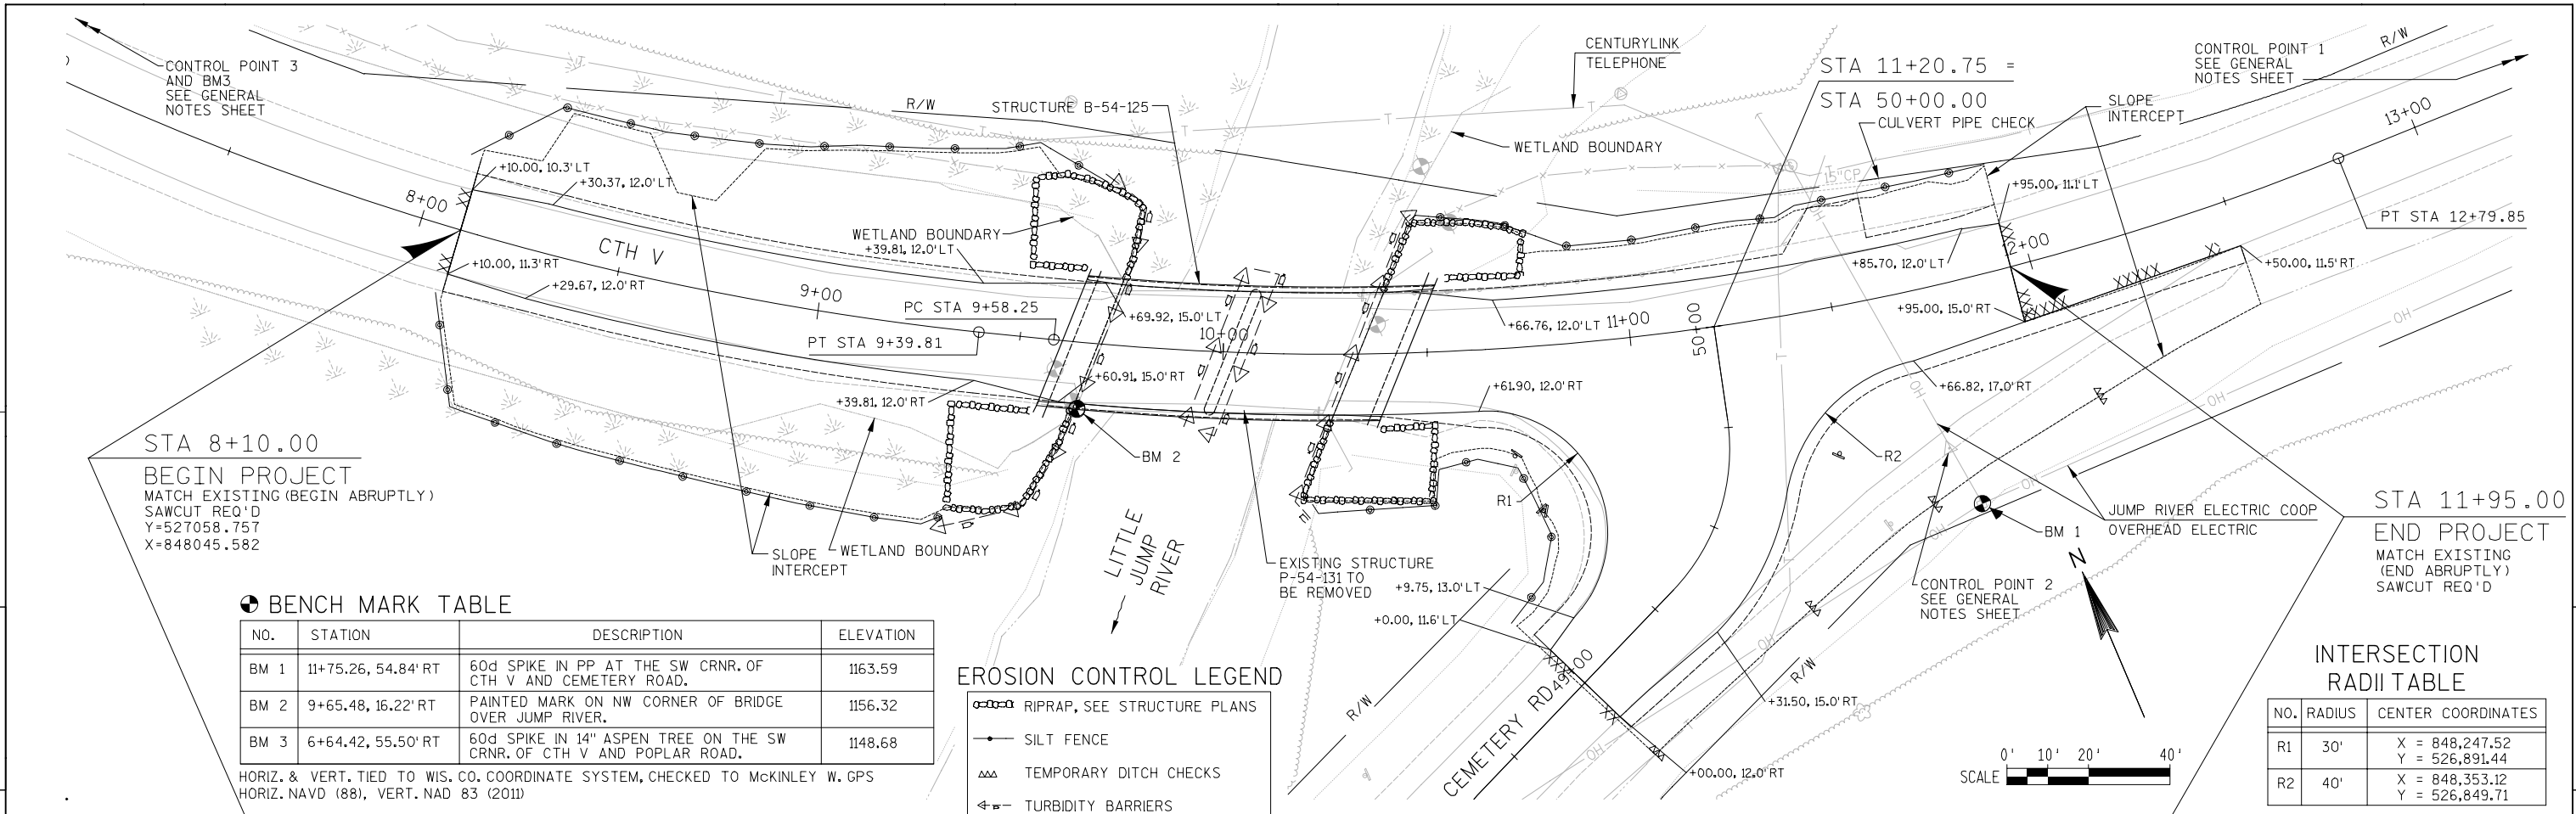 CONTROL POINT 3
AND BM3
SEE GENERAL
NOTES SHEET
R/W
STRUCTURE B-54-125
CENTURYLINK
TELEPHONE
WETLAND BOUNDARY
STA 11+20.75 =
STA 50+00.00
CULVERT PIPE CHECK
SLOPE
INTERCEPT
CONTROL POINT 1
SEE GENERAL
NOTES SHEET
R/W
13+00
PT STA 12+79.85
15"CP
+10.00, 10.3' LT
+30.37, 12.0' LT
8+00
CTH V
WETLAND BOUNDARY
+39.81, 12.0' LT
+10.00, 11.3' RT
+29.67, 12.0' RT
9+00
PC STA 9+58.25
PT STA 9+39.81
+69.92, 15.0' LT
10+00
+60.91, 15.0' RT
+39.81, 12.0' RT
+66.76, 12.0' LT
11+00
50+00
+61.90, 12.0' RT
+95.00, 11.1' LT
+85.70, 12.0' LT
12+00
+50.00, 11.5' RT
+95.00, 15.0' RT
+66.82, 17.0' RT
T
T
T
T
OH
OH
OH
OH
OH
OH
OH
OH
BM 2
R1
R2
BM 1
JUMP RIVER ELECTRIC COOP
OVERHEAD ELECTRIC
CONTROL POINT 2
SEE GENERAL
NOTES SHEET
N
STA 8+10.00
BEGIN PROJECT
MATCH EXISTING (BEGIN ABRUPTLY)
SAWCUT REQ'D
Y=527058.757
X=848045.582
SLOPE
INTERCEPT
WETLAND BOUNDARY
LITTLE
JUMP
RIVER
EXISTING STRUCTURE
P-54-131 TO
BE REMOVED
+9.75, 13.0' LT
+0.00, 11.6' LT
49+00
CEMETERY RD
R/W
R/W
+31.50, 15.0' RT
+00.00, 12.0' RT
STA 11+95.00
END PROJECT
MATCH EXISTING
(END ABRUPTLY)
SAWCUT REQ'D
BENCH MARK TABLE
NO. STATION DESCRIPTION ELEVATION
BM 1 11+75.26, 54.84' RT 60d SPIKE IN PP AT THE SW CRNR. OF CTH V AND CEMETERY ROAD. 1163.59
BM 2 9+65.48, 16.22' RT PAINTED MARK ON NW CORNER OF BRIDGE OVER JUMP RIVER. 1156.32
BM 3 6+64.42, 55.50' RT 60d SPIKE IN 14" ASPEN TREE ON THE SW CRNR. OF CTH V AND POPLAR ROAD. 1148.68
HORIZ. & VERT. TIED TO WIS. CO. COORDINATE SYSTEM, CHECKED TO McKINLEY W. GPS
HORIZ. NAVD (88), VERT. NAD 83 (2011)
EROSION CONTROL LEGEND
RIPRAP, SEE STRUCTURE PLANS
SILT FENCE
TEMPORARY DITCH CHECKS
TURBIDITY BARRIERS
SCALE
0' 10' 20' 40'
INTERSECTION
RADII TABLE
NO. RADIUS CENTER COORDINATES
R1 30' X = 848,247.52
Y = 526,891.44
R2 40' X = 848,353.12
Y = 526,849.71